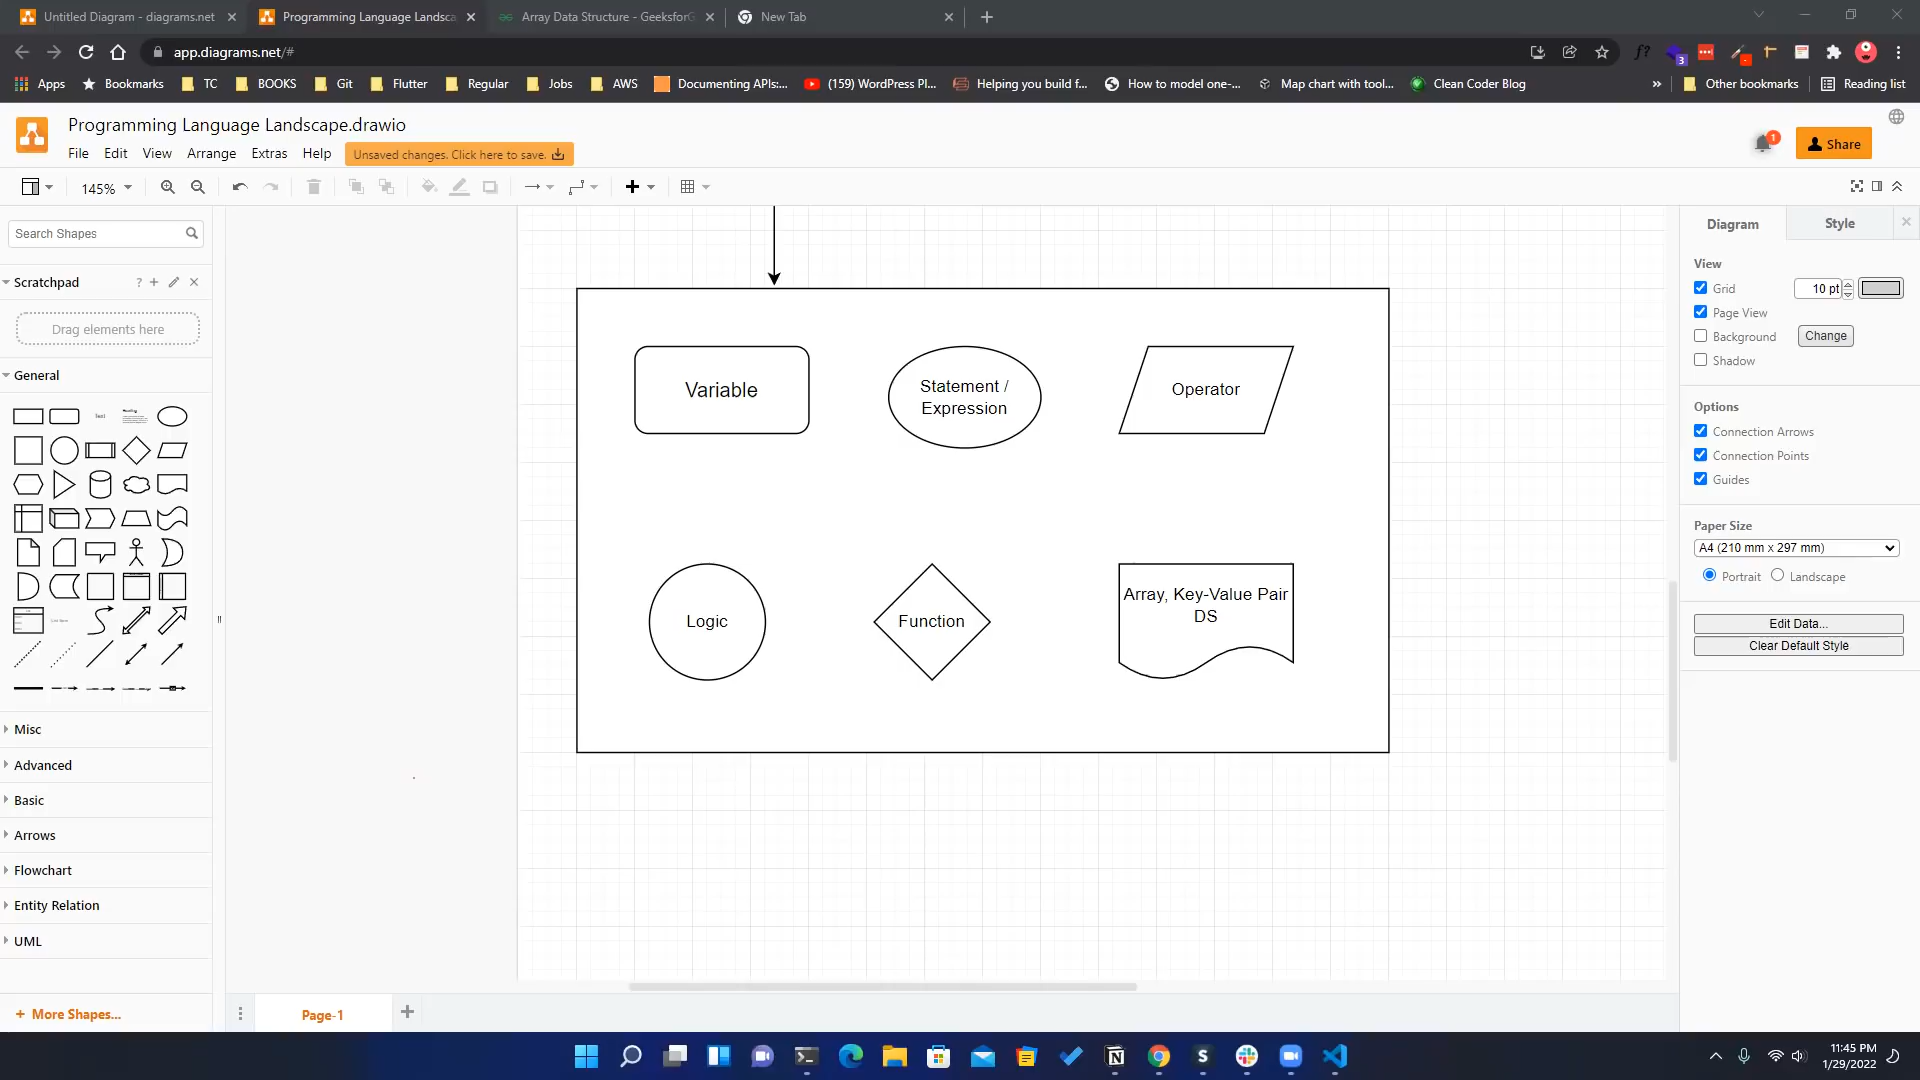 Untitled Diagram - diagrams.net
Programming Language Landsca
Array Data Structure - GeeksforG
New Tab
app.diagrams.net/#
Apps
Bookmarks
TC
BOOKS
Git
Flutter
Regular
Jobs
AWS
Documenting APIs:...
(159) WordPress Pl...
Helping you build f...
How to model one-...
Map chart with tool...
Clean Coder Blog
Other bookmarks
Reading list
Programming Language Landscape.drawio
File
Edit
View
Arrange
Extras
Help
Unsaved changes. Click here to save.
1
Share
145%
Search Shapes
Scratchpad
?
Drag elements here
General
Text
Heading
Misc
Advanced
Basic
Arrows
Flowchart
Entity Relation
UML
+ More Shapes...
Variable
Statement /
Expression
Operator
Logic
Function
Array, Key-Value Pair
DS
Page-1
Diagram
Style
View
Grid
10 pt
Page View
Background
Change
Shadow
Options
Connection Arrows
Connection Points
Guides
Paper Size
A4 (210 mm x 297 mm)
Portrait
Landscape
Edit Data...
Clear Default Style
11:45 PM
1/29/2022